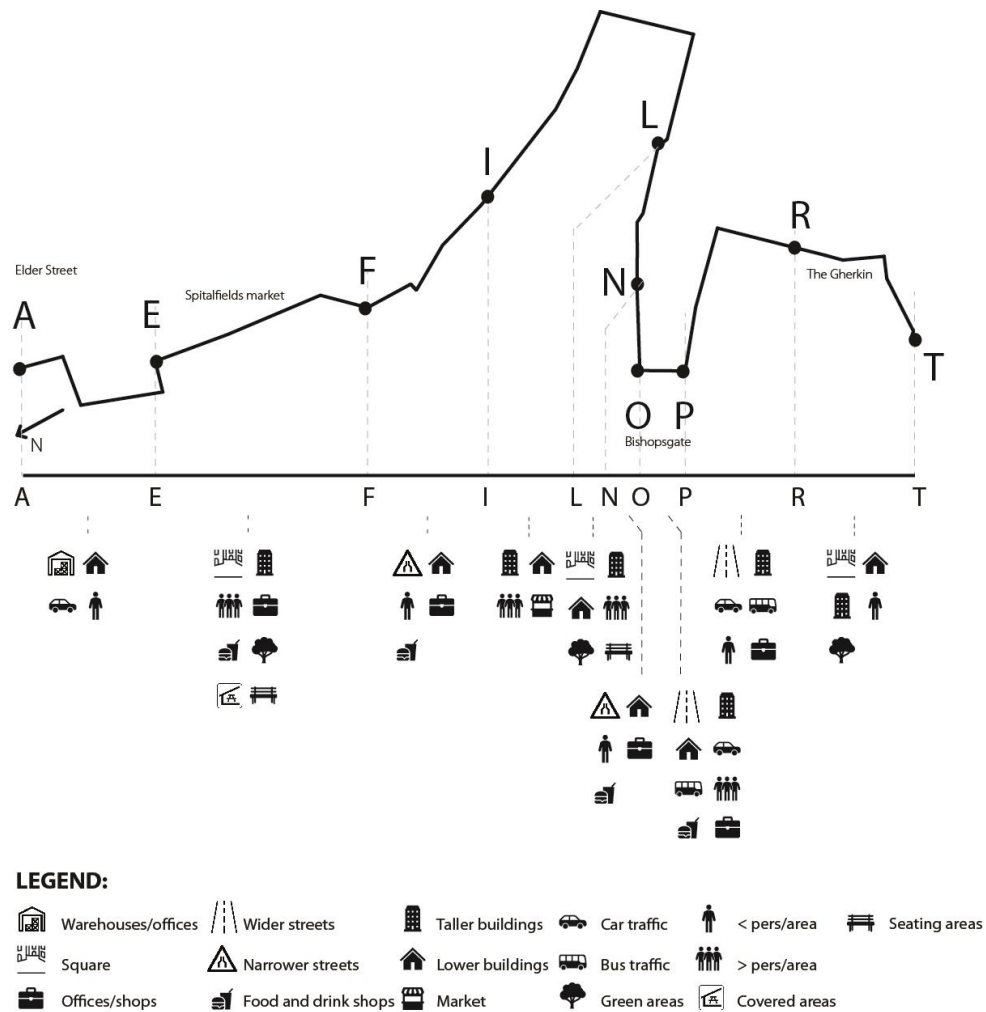 L
I
R
F
N
Elder Street
The Gherkin
Spitalfields market
A
E
T
O P
N
Bishopsgate
A E F I L N O P R T
LEGEND:
Warehouses/offices Wider streets Taller buildings Car traffic < pers/area Seating areas
Square Narrower streets Lower buildings Bus traffic > pers/area
Offices/shops Food and drink shops Market Green areas Covered areas